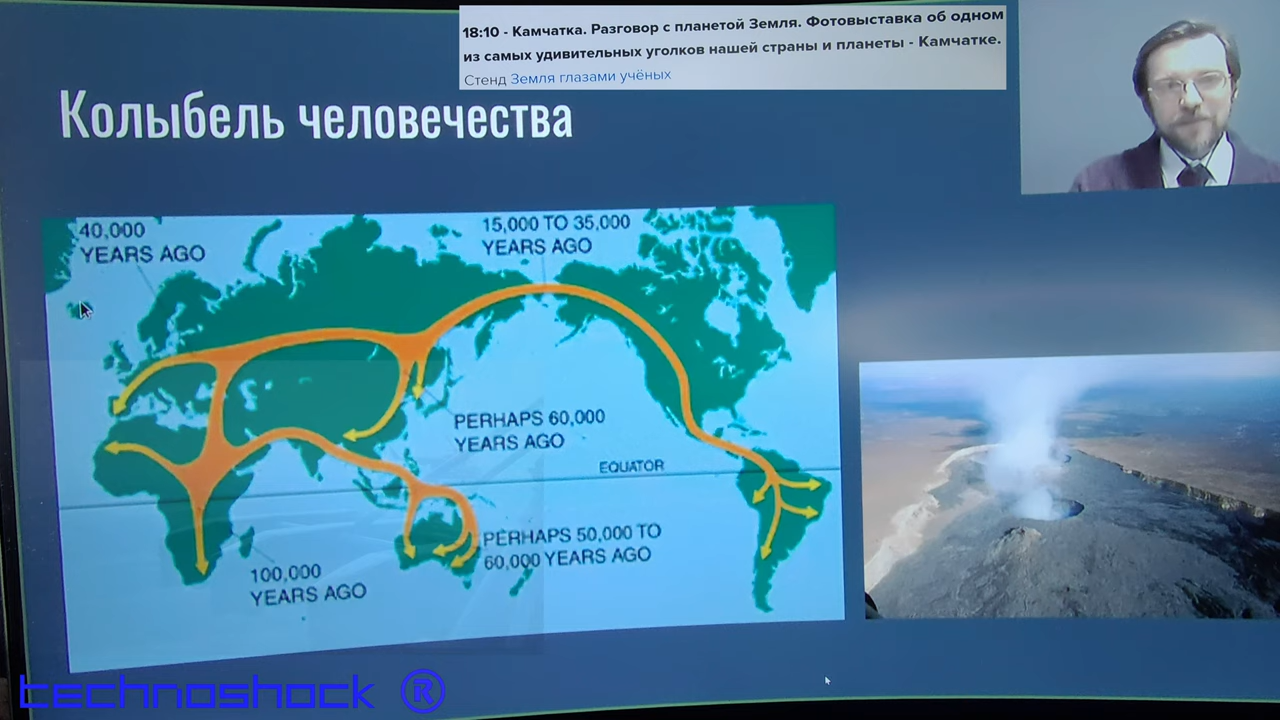 18:10 - Камчатка. Разговор с планетой Земля. Фотовыставка об одном
из самых удивительных уголков нашей страны и планеты - Камчатке.
Стенд Земля глазами учёных
Колыбель человечества
40,000
YEARS AGO
15,000 TO 35,000
YEARS AGO
PERHAPS 60,000
YEARS AGO
EQUATOR
PERHAPS 50,000 TO
60,000 YEARS AGO
100,000
YEARS AGO
technoshock ®